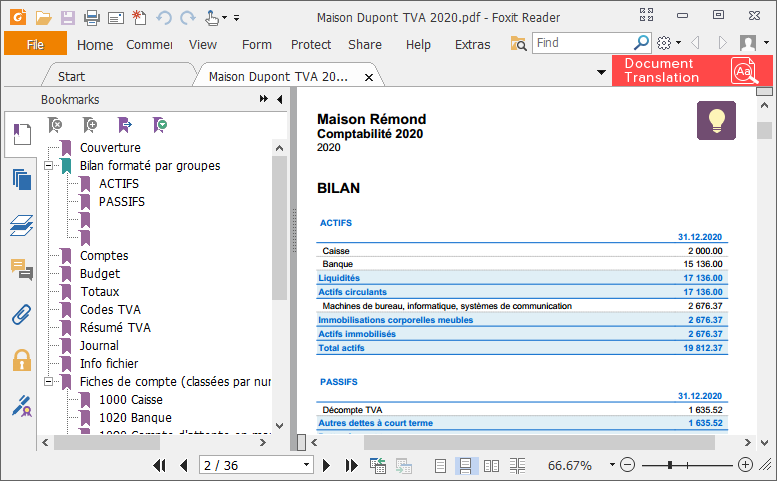 Maison Dupont TVA 2020.pdf - Foxit Reader
File Home Commer View Form Protect Share Help Extras Find
Start
Maison Dupont TVA 20...
Document
Translation
Bookmarks
Couverture
Bilan formaté par groupes
ACTIFS
PASSIFS
Comptes
Budget
Totaux
Codes TVA
Résumé TVA
Journal
Info fichier
Fiches de compte (classées par nur
1000 Caisse
1020 Banque
Maison Rémond
Comptabilité 2020
2020
BILAN
ACTIFS
31.12.2020
Caisse 2 000.00
Banque 15 136.00
Liquidités 17 136.00
Actifs circulants 17 136.00
Machines de bureau, informatique, systèmes de communication 2 676.37
Immobilisations corporelles meubles 2 676.37
Actifs immobilisés 2 676.37
Total actifs 19 812.37
PASSIFS
31.12.2020
Décompte TVA 1 635.52
Autres dettes à court terme 1 635.52
2 / 36
66.67%